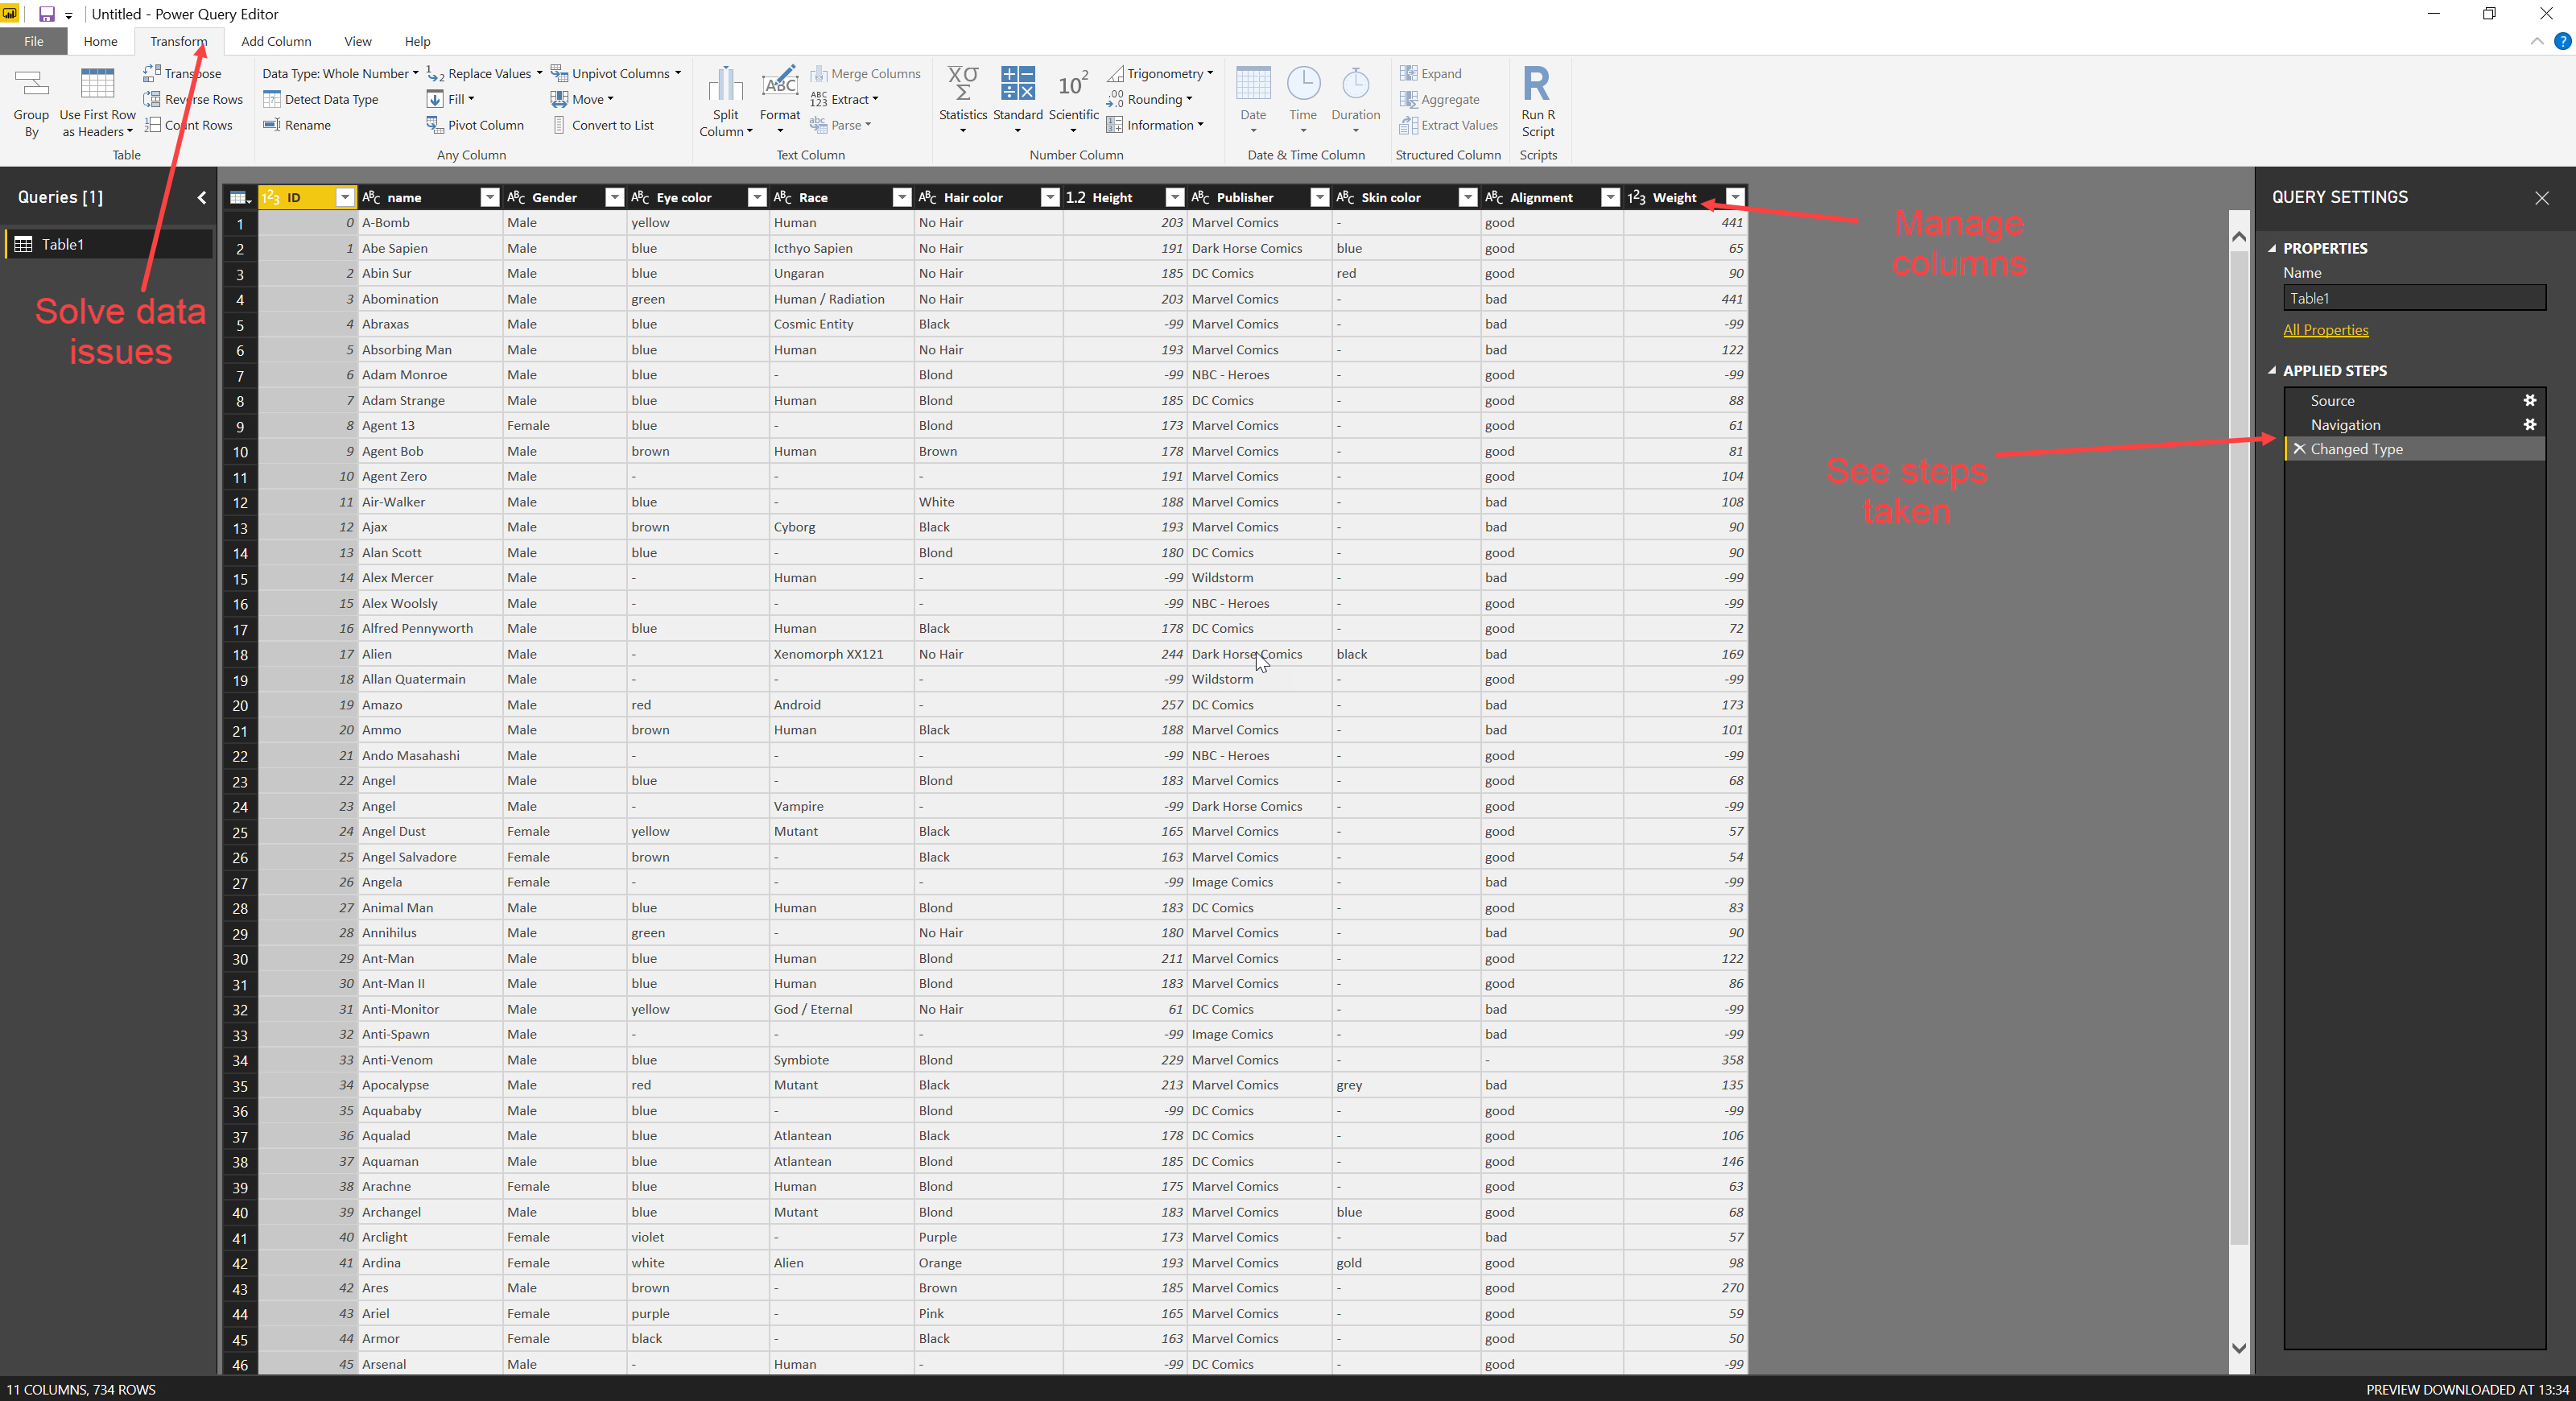 Untitled - Power Query Editor
File Home Transform Add Column View Help
Group By
Use First Row as Headers
Transpose
Reverse Rows
Count Rows
Table
Data Type: Whole Number
Detect Data Type
Rename
Replace Values
Fill
Pivot Column
Unpivot Columns
Move
Convert to List
Any Column
Split Column
Format
ABC
Merge Columns
Extract
Parse
Text Column
Statistics
Standard
10² Scientific
Trigonometry
Rounding
Information
Number Column
Date
Time
Duration
Date & Time Column
Expand
Aggregate
Extract Values
Structured Column
R
Run R Script
Scripts
Queries [1]
Table1
Solve data
issues
Manage
columns
See steps
taken
ID name Gender Eye color Race Hair color 1.2 Height Publisher Skin color Alignment Weight
1 0 A-Bomb Male yellow Human No Hair 203 Marvel Comics - good 441
2 1 Abe Sapien Male blue Icthyo Sapien No Hair 191 Dark Horse Comics blue good 65
3 2 Abin Sur Male blue Ungaran No Hair 185 DC Comics red good 90
4 3 Abomination Male green Human / Radiation No Hair 203 Marvel Comics - bad 441
5 4 Abraxas Male blue Cosmic Entity Black -99 Marvel Comics - bad -99
6 5 Absorbing Man Male blue Human No Hair 193 Marvel Comics - bad 122
7 6 Adam Monroe Male blue - Blond -99 NBC - Heroes - good -99
8 7 Adam Strange Male blue Human Blond 185 DC Comics - good 88
9 8 Agent 13 Female blue - Blond 173 Marvel Comics - good 61
10 9 Agent Bob Male brown Human Brown 178 Marvel Comics - good 81
11 10 Agent Zero Male - - - 191 Marvel Comics - good 104
12 11 Air-Walker Male blue - White 188 Marvel Comics - bad 108
13 12 Ajax Male brown Cyborg Black 193 Marvel Comics - bad 90
14 13 Alan Scott Male blue - Blond 180 DC Comics - good 90
15 14 Alex Mercer Male - Human - -99 Wildstorm - bad -99
16 15 Alex Woolsly Male - - - -99 NBC - Heroes - good -99
17 16 Alfred Pennyworth Male blue Human Black 178 DC Comics - good 72
18 17 Alien Male - Xenomorph XX121 No Hair 244 Dark Horse Comics black bad 169
19 18 Allan Quatermain Male - - - -99 Wildstorm - good -99
20 19 Amazo Male red Android - 257 DC Comics - bad 173
21 20 Ammo Male brown Human Black 188 Marvel Comics - bad 101
22 21 Ando Masahashi Male - - - -99 NBC - Heroes - good -99
23 22 Angel Male blue - Blond 183 Marvel Comics - good 68
24 23 Angel Male - Vampire - -99 Dark Horse Comics - good -99
25 24 Angel Dust Female yellow Mutant Black 165 Marvel Comics - good 57
26 25 Angel Salvadore Female brown - Black 163 Marvel Comics - good 54
27 26 Angela Female - - - -99 Image Comics - bad -99
28 27 Animal Man Male blue Human Blond 183 DC Comics - good 83
29 28 Annihilus Male green - No Hair 180 Marvel Comics - bad 90
30 29 Ant-Man Male blue Human Blond 211 Marvel Comics - good 122
31 30 Ant-Man II Male blue Human Blond 183 Marvel Comics - good 86
32 31 Anti-Monitor Male yellow God / Eternal No Hair 61 DC Comics - bad -99
33 32 Anti-Spawn Male - - - -99 Image Comics - bad -99
34 33 Anti-Venom Male blue Symbiote Blond 229 Marvel Comics - - 358
35 34 Apocalypse Male red Mutant Black 213 Marvel Comics grey bad 135
36 35 Aquababy Male blue - Blond -99 DC Comics - good -99
37 36 Aqualad Male blue Atlantean Black 178 DC Comics - good 106
38 37 Aquaman Male blue Atlantean Blond 185 DC Comics - good 146
39 38 Arachne Female blue Human Blond 175 Marvel Comics - good 63
40 39 Archangel Male blue Mutant Blond 183 Marvel Comics blue good 68
41 40 Arclight Female violet - Purple 173 Marvel Comics - bad 57
42 41 Ardina Female white Alien Orange 193 Marvel Comics gold good 98
43 42 Ares Male brown - Brown 185 Marvel Comics - good 270
44 43 Ariel Female purple - Pink 165 Marvel Comics - good 59
45 44 Armor Female black - Black 163 Marvel Comics - good 50
46 45 Arsenal Male - Human - -99 DC Comics - good -99
QUERY SETTINGS
PROPERTIES
Name
Table1
All Properties
APPLIED STEPS
Source
Navigation
Changed Type
11 COLUMNS, 734 ROWS
PREVIEW DOWNLOADED AT 13:34